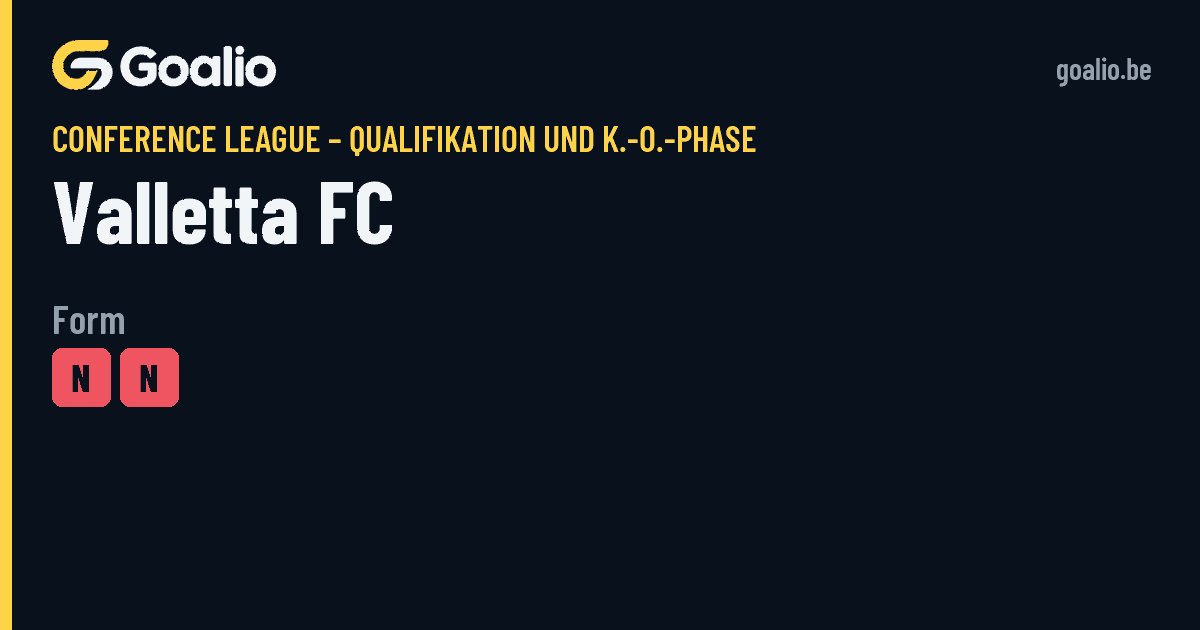 Goalio
goalio.be
CONFERENCE LEAGUE – QUALIFIKATION UND K.-O.-PHASE
Valletta FC
Form
N N